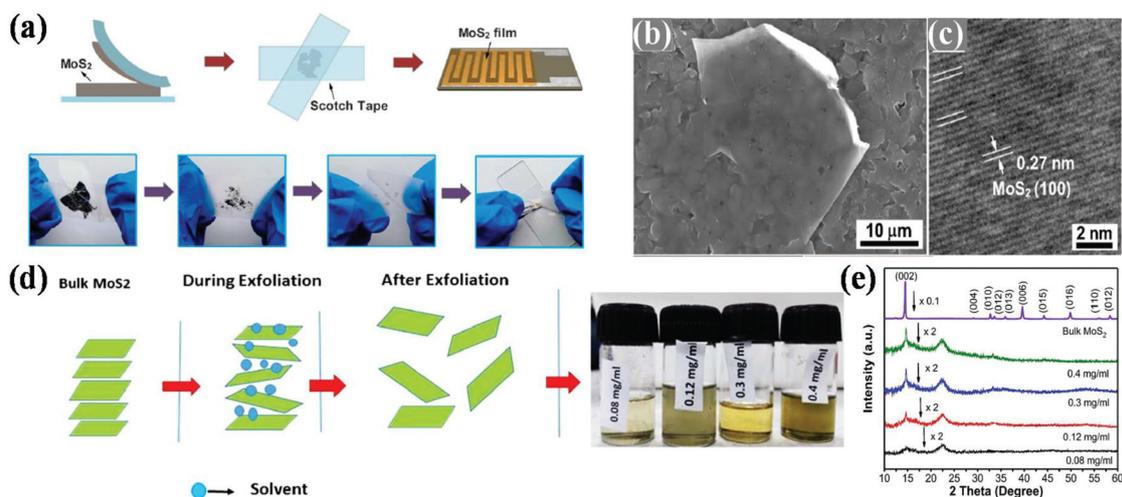 (a)
MoS₂
Scotch Tape
MoS₂ film
(b)
10 μm
(c)
0.27 nm
MoS₂ (100)
2 nm
(d)
Bulk MoS2
During Exfoliation
After Exfoliation
Solvent
0.08 mg/ml
0.12 mg/ml
0.3 mg/ml
0.4 mg/ml
(e)
(002)
(004)
(010)
(012)
(013)
(006)
(015)
(016)
(110)
(012)
x 0.1
Bulk MoS₂
x 2
0.4 mg/ml
x 2
0.3 mg/ml
x 2
0.12 mg/ml
x 2
0.08 mg/ml
Intensity (a.u.)
10 15 20 25 30 35 40 45 50 55 60
2 Theta (Degree)